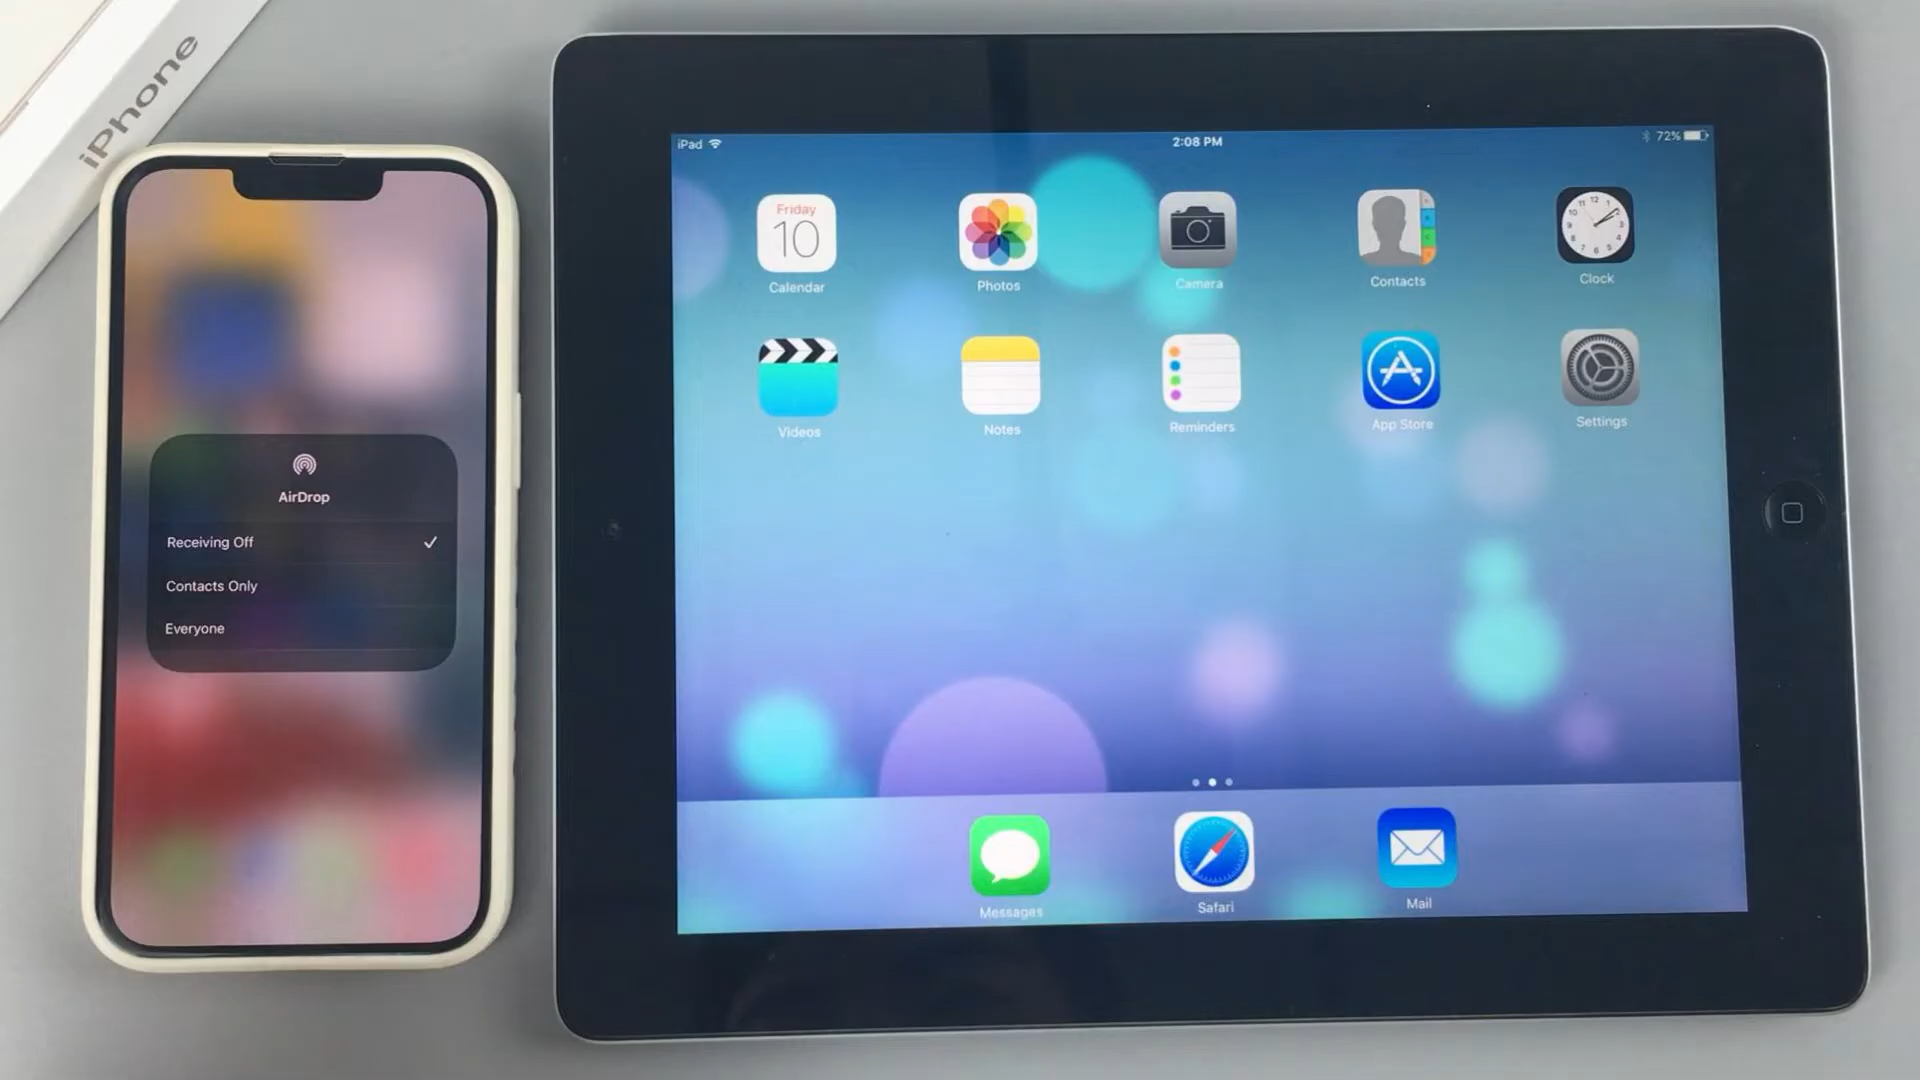 iPhone
AirDrop
Receiving Off
Contacts Only
Everyone
iPad
2:08 PM
72%
Friday
10
Calendar
Photos
Camera
Contacts
Clock
Videos
Notes
Reminders
App Store
Settings
Messages
Safari
Mail